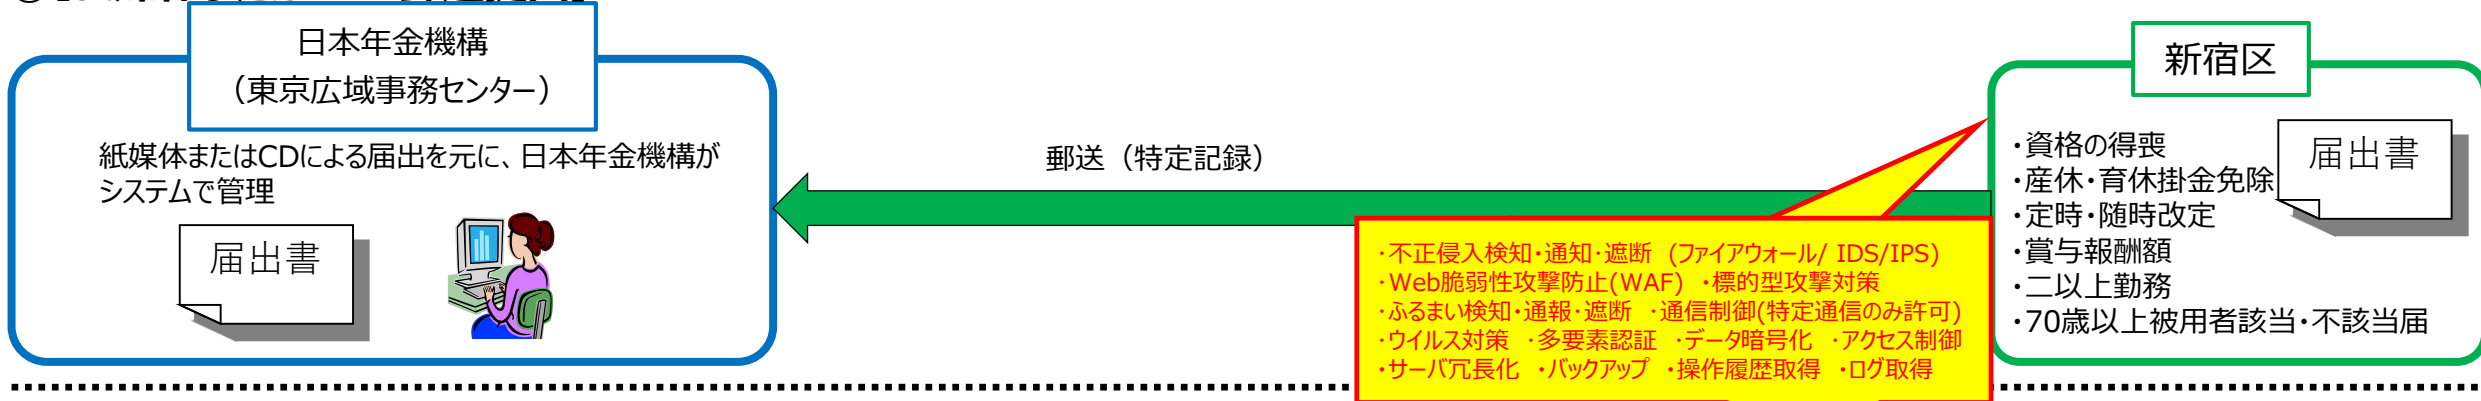 日本年金機構
（東京広域事務センター）
紙媒体またはCDによる届出を元に、日本年金機構が
システムで管理
届出書
郵送（特定記録）
新宿区
・資格の得喪
・産休・育休掛金免除
・定時・随時改定
・賞与報酬額
・二以上勤務
・70歳以上被用者該当・不該当届
届出書
・不正侵入検知・通知・遮断 (ファイアウォール/ IDS/IPS)
・Web脆弱性攻撃防止(WAF) ・標的型攻撃対策
・ふるまい検知・通報・遮断 ・通信制御(特定通信のみ許可)
・ウイルス対策 ・多要素認証 ・データ暗号化 ・アクセス制御
・サーバ冗長化 ・バックアップ ・操作履歴取得 ・ログ取得